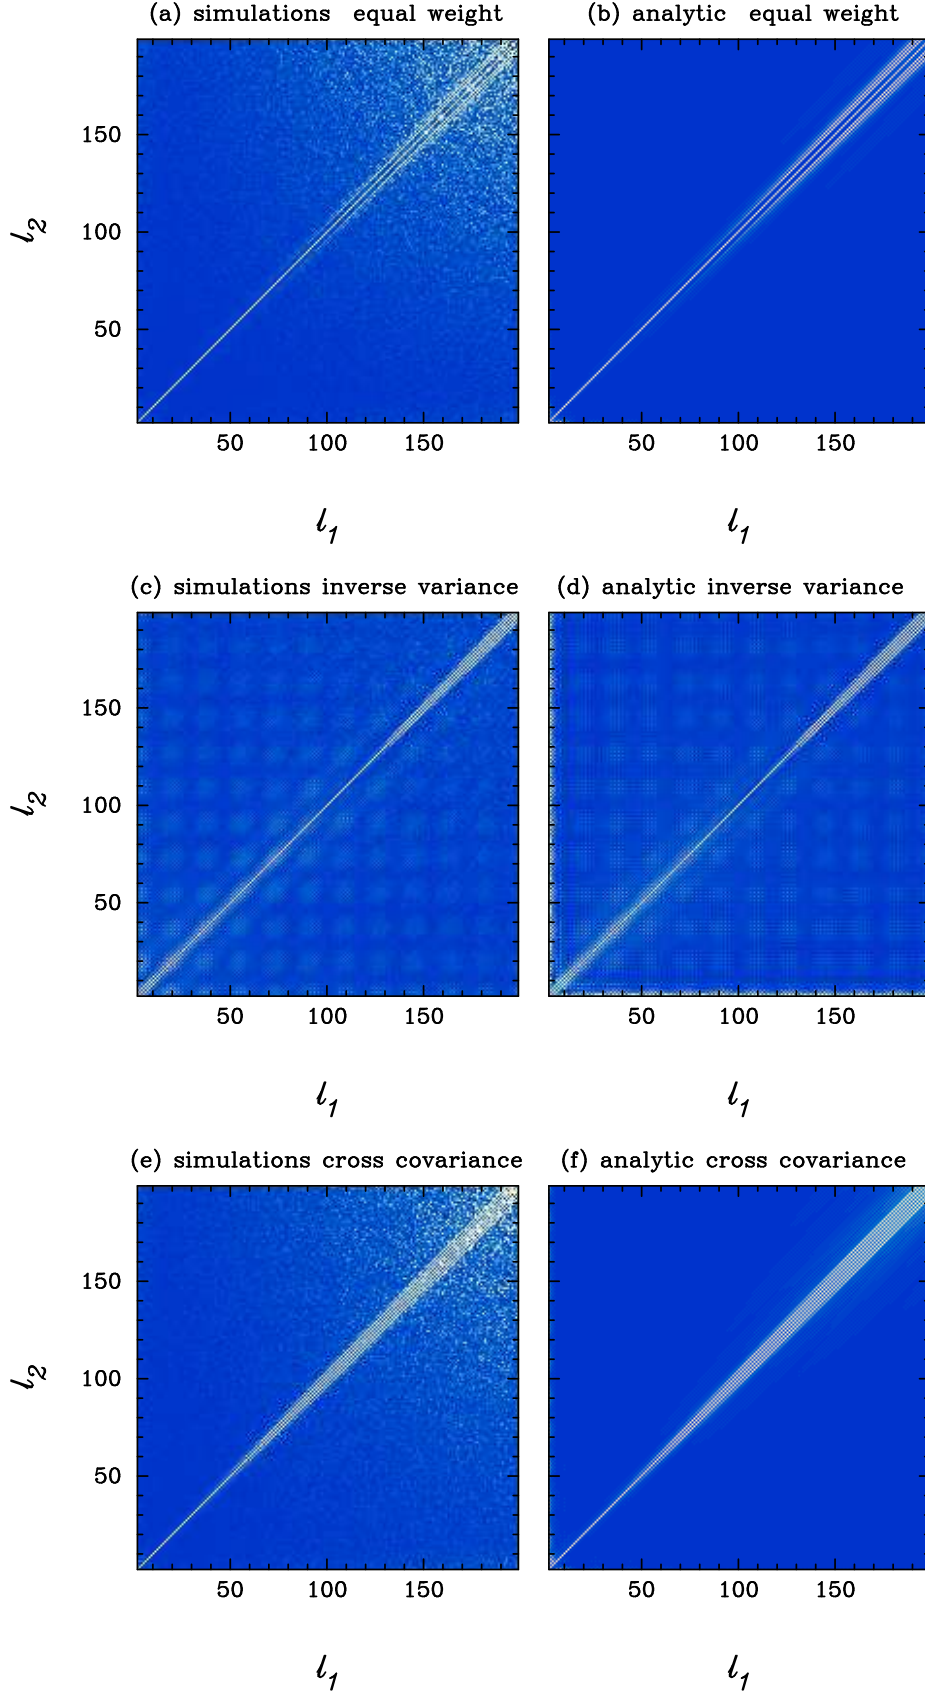 (a) simulations equal weight
(b) analytic equal weight
l2
150
100
50
50 100 150
50 100 150
l1
l1
(c) simulations inverse variance
(d) analytic inverse variance
l2
150
100
50
50 100 150
50 100 150
l1
l1
(e) simulations cross covariance
(f) analytic cross covariance
l2
150
100
50
50 100 150
50 100 150
l1
l1